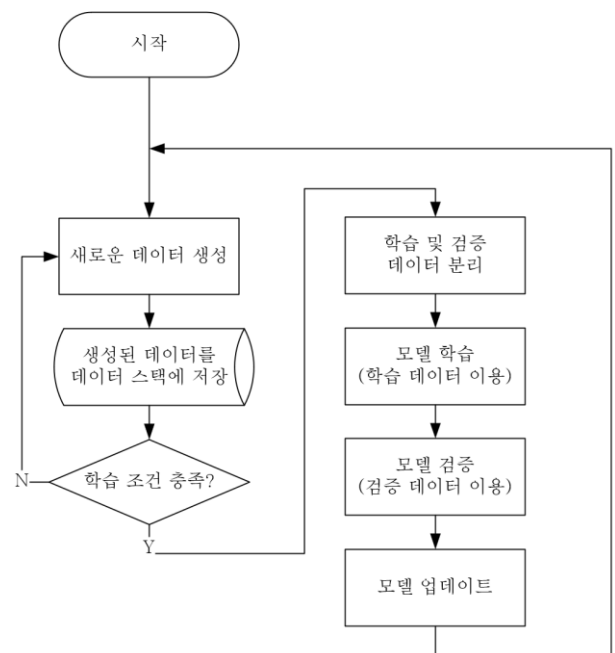 시작
새로운 데이터 생성
생성된 데이터를
데이터 스택에 저장
학습 조건 충족?
N
Y
학습 및 검증
데이터 분리
모델 학습
(학습 데이터 이용)
모델 검증
(검증 데이터 이용)
모델 업데이트